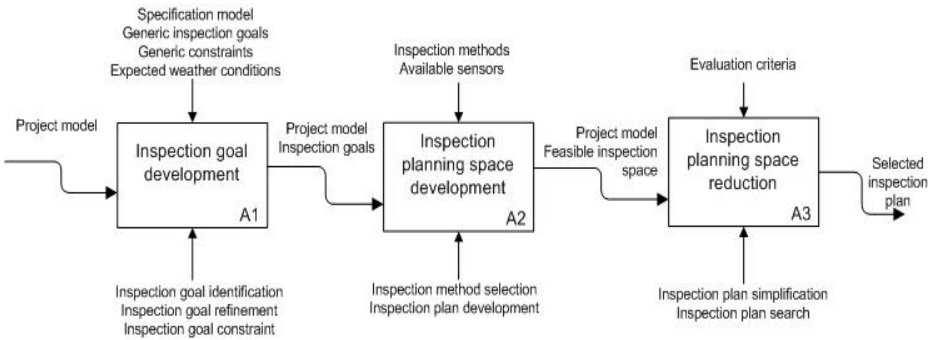 Specification model
Generic inspection goals
Generic constraints
Expected weather conditions
Inspection methods
Available sensors
Evaluation criteria
Project model
Inspection goal
development
A1
Project model
Inspection goals
Inspection
planning space
development
A2
Project model
Feasible inspection
space
Inspection
planning space
reduction
A3
Selected
inspection
plan
Inspection goal identification
Inspection goal refinement
Inspection goal constraint
Inspection method selection
Inspection plan development
Inspection plan simplification
Inspection plan search